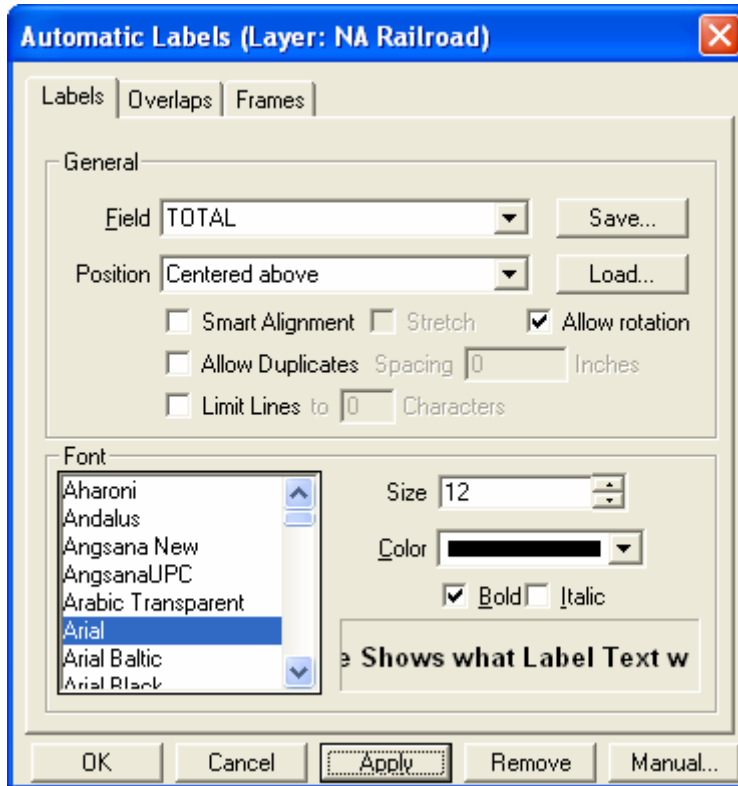 Automatic Labels (Layer: NA Railroad)
Labels Overlaps Frames
General
Field TOTAL Save...
Position Centered above Load...
Smart Alignment Stretch Allow rotation
Allow Duplicates Spacing 0 Inches
Limit Lines to 0 Characters
Font
Aharoni
Andalus
Angsana New
AngsanaUPC
Arabic Transparent
Arial
Arial Baltic
Arial Black
Size 12
Color
Bold Italic
e Shows what Label Text w
OK Cancel Apply Remove Manual...